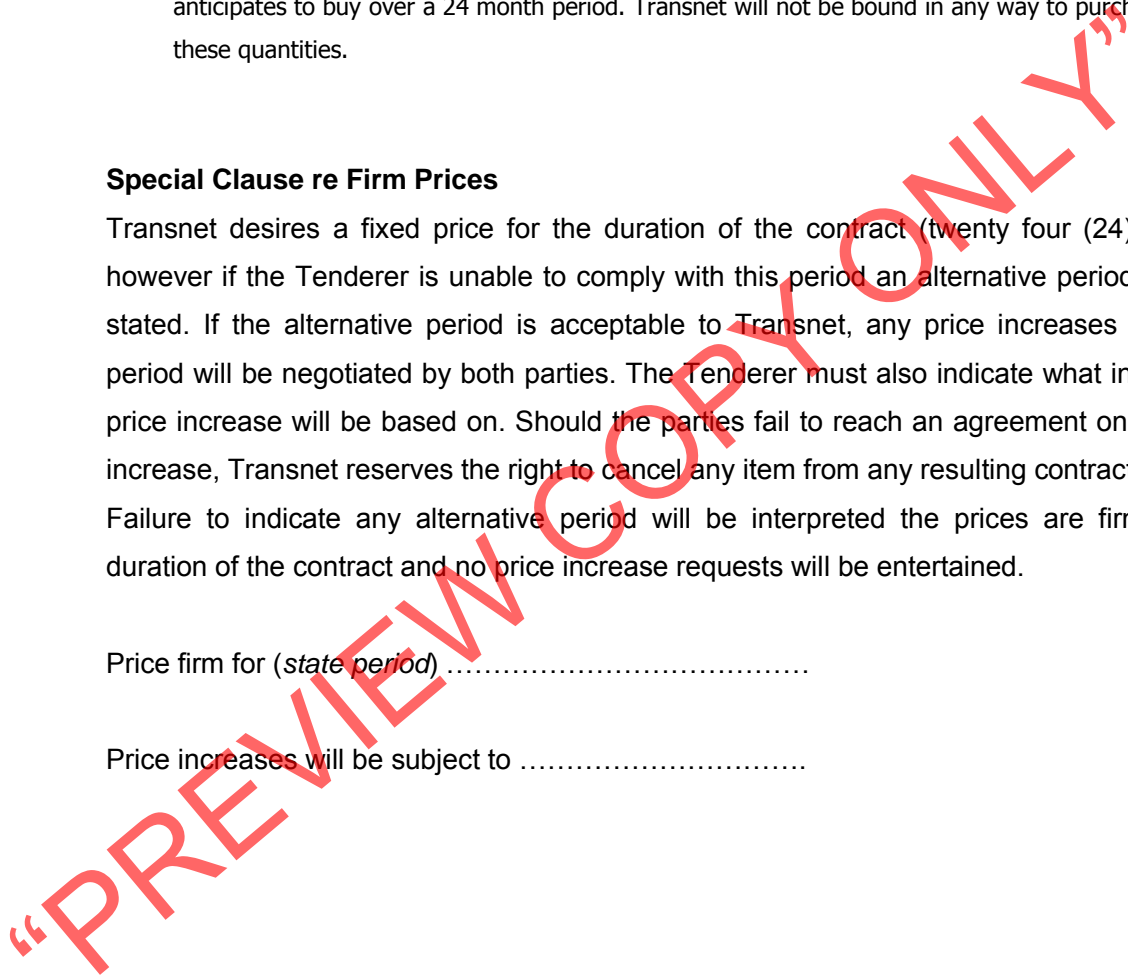 anticipates to buy over a 24 month period. Transnet will not be bound in any way to purch
these quantities.
Special Clause re Firm Prices
Transnet desires a fixed price for the duration of the contract (twenty four (24)
however if the Tenderer is unable to comply with this period an alternative period
stated. If the alternative period is acceptable to Transnet, any price increases
period will be negotiated by both parties. The Tenderer must also indicate what in
price increase will be based on. Should the parties fail to reach an agreement on
increase, Transnet reserves the right to cancel any item from any resulting contract
Failure to indicate any alternative period will be interpreted the prices are firm
duration of the contract and no price increase requests will be entertained.
Price firm for (state period) …………………………………
Price increases will be subject to ………………………….
“PREVIEW COPY ONLY”